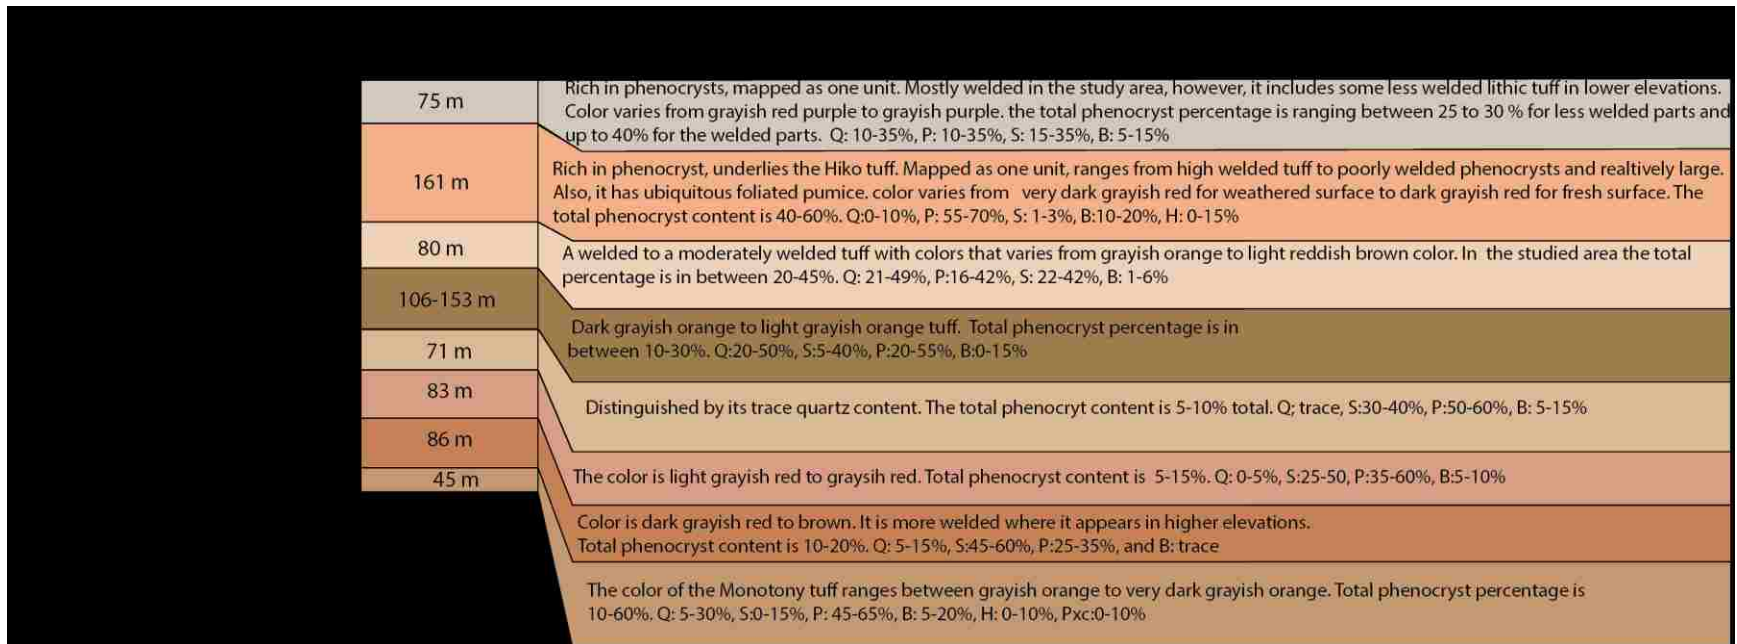 75 m
Rich in phenocrysts, mapped as one unit. Mostly welded in the study area, however, it includes some less welded lithic tuff in lower elevations.
Color varies from grayish red purple to grayish purple. the total phenocryst percentage is ranging between 25 to 30 % for less welded parts and
up to 40% for the welded parts. Q: 10-35%, P: 10-35%, S: 15-35%, B: 5-15%
161 m
Rich in phenocryst, underlies the Hiko tuff. Mapped as one unit, ranges from high welded tuff to poorly welded phenocrysts and realtively large.
Also, it has ubiquitous foliated pumice. color varies from very dark grayish red for weathered surface to dark grayish red for fresh surface. The
total phenocryst content is 40-60%. Q:0-10%, P: 55-70%, S: 1-3%, B:10-20%, H: 0-15%
80 m
A welded to a moderately welded tuff with colors that varies from grayish orange to light reddish brown color. In the studied area the total
percentage is in between 20-45%. Q: 21-49%, P:16-42%, S: 22-42%, B: 1-6%
106-153 m
Dark grayish orange to light grayish orange tuff. Total phenocryst percentage is in
between 10-30%. Q:20-50%, S:5-40%, P:20-55%, B:0-15%
71 m
Distinguished by its trace quartz content. The total phenocryt content is 5-10% total. Q; trace, S:30-40%, P:50-60%, B: 5-15%
83 m
The color is light grayish red to graysih red. Total phenocryst content is 5-15%. Q: 0-5%, S:25-50, P:35-60%, B:5-10%
86 m
Color is dark grayish red to brown. It is more welded where it appears in higher elevations.
Total phenocryst content is 10-20%. Q: 5-15%, S:45-60%, P:25-35%, and B: trace
45 m
The color of the Monotony tuff ranges between grayish orange to very dark grayish orange. Total phenocryst percentage is
10-60%. Q: 5-30%, S:0-15%, P: 45-65%, B: 5-20%, H: 0-10%, Pxc:0-10%